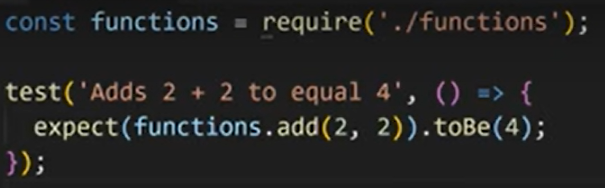 const functions = require('./functions');
test('Adds 2 + 2 to equal 4', () => {
expect(functions.add(2, 2)).toBe(4);
});